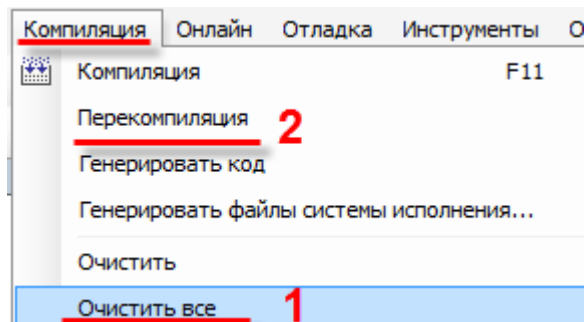 Компиляция Онлайн Отладка Инструменты О
Компиляция F11
Перекомпиляция 2
Генерировать код
Генерировать файлы системы исполнения...
Очистить
Очистить все 1